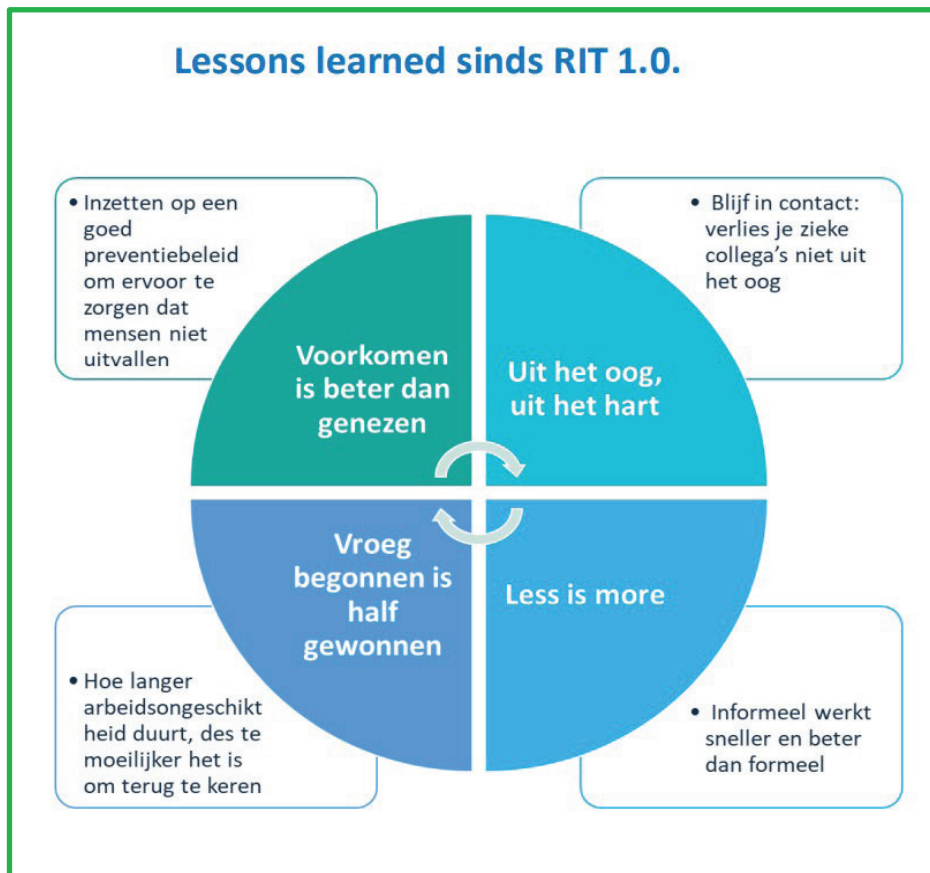 Lessons learned sinds RIT 1.0.
• Inzetten op een
goed
preventiebeleid
om ervoor te
zorgen dat
mensen niet
uitvallen
Voorkomen
is beter dan
genezen
• Blijf in contact:
verlies je zieke
collega’s niet uit
het oog
Uit het oog,
uit het hart
Vroeg
begonnen is
half
gewonnen
• Hoe langer
arbeidsongeschikt
heid duurt, des te
moeilijker het is
om terug te keren
Less is more
• Informeel werkt
sneller en beter
dan formeel